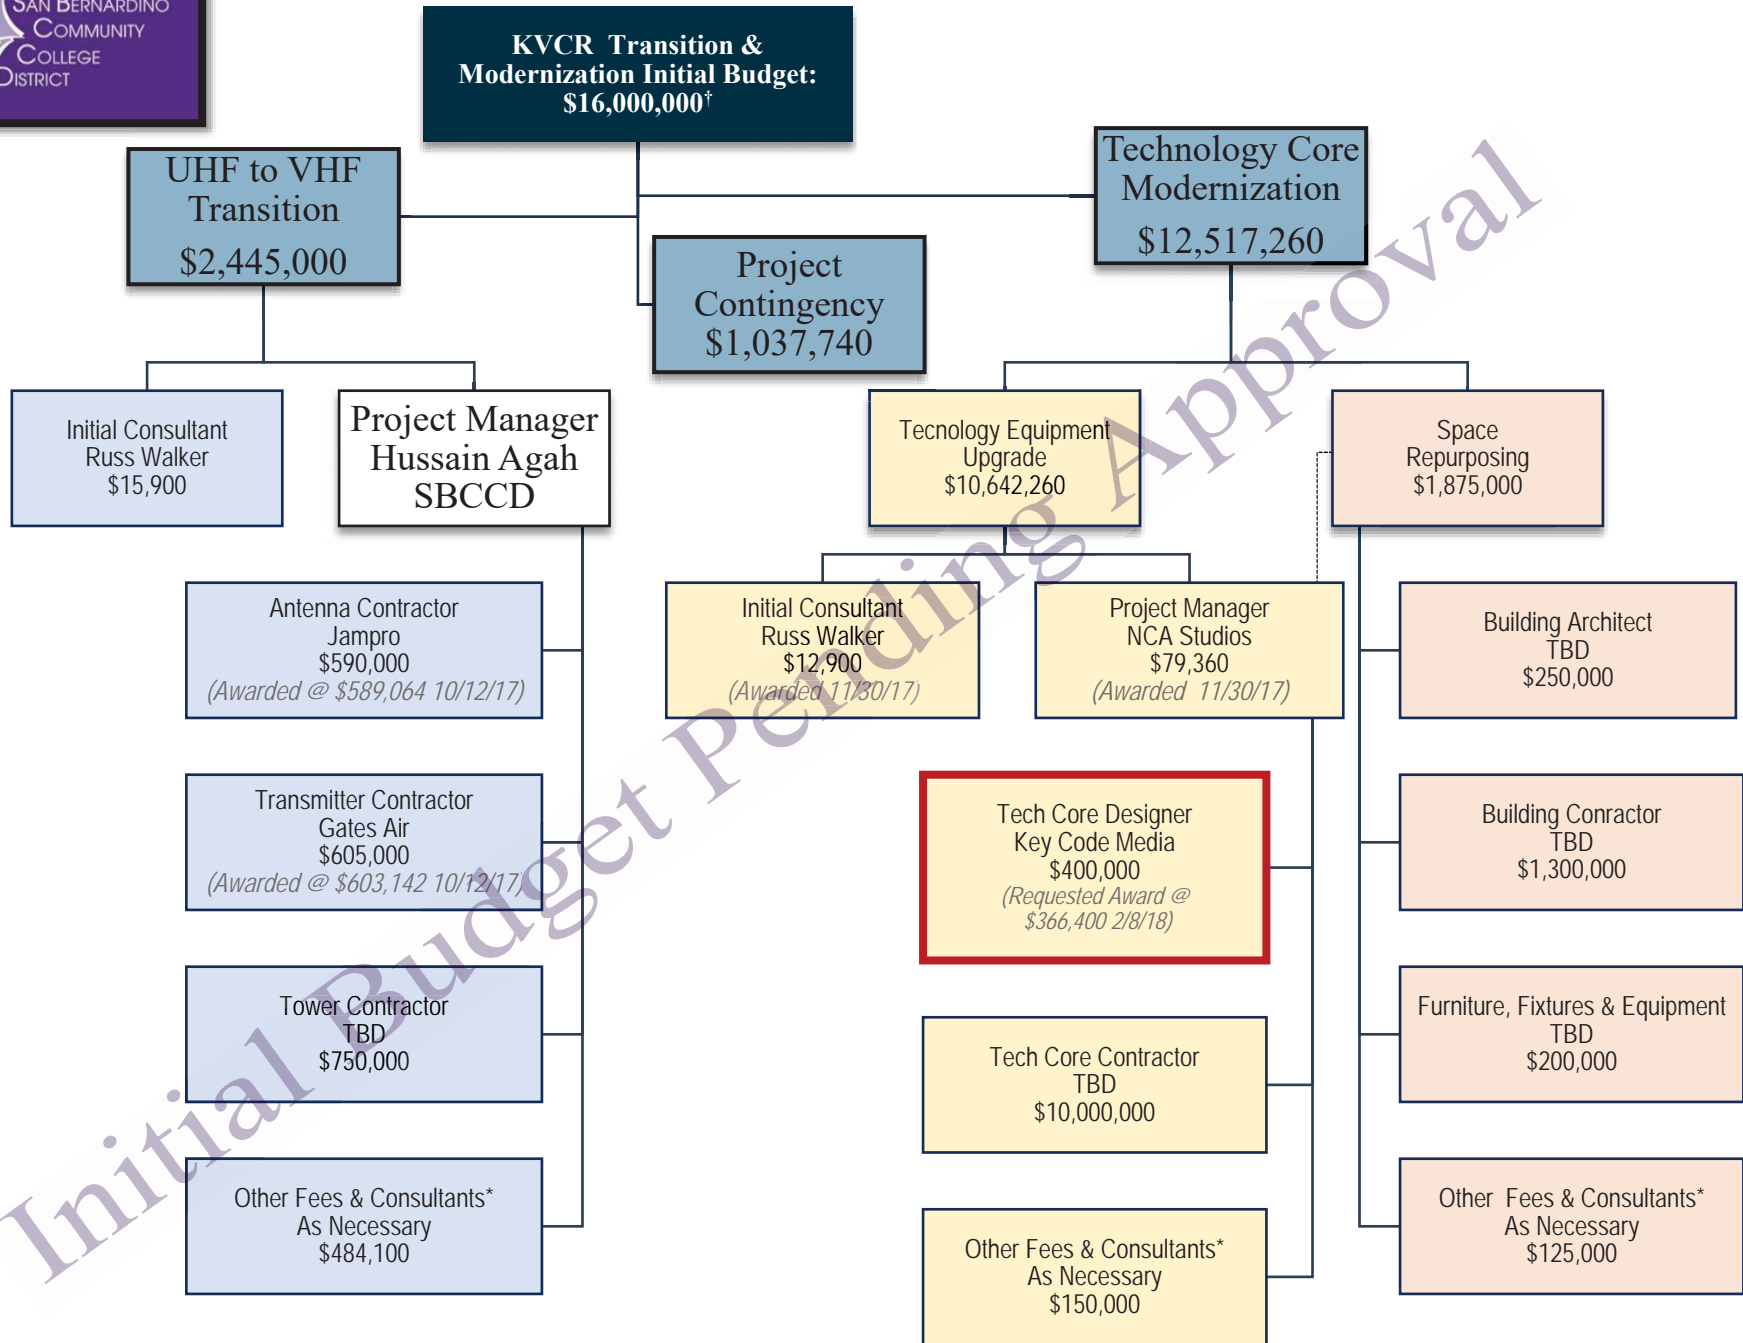 SAN BERNARDINO
COMMUNITY
COLLEGE
DISTRICT
KVCR Transition &
Modernization Initial Budget:
$16,000,000†
UHF to VHF
Transition
$2,445,000
Project
Contingency
$1,037,740
Technology Core
Modernization
$12,517,260
Initial Consultant
Russ Walker
$15,900
Project Manager
Hussain Agah
SBCCD
Tecnology Equipment
Upgrade
$10,642,260
Space
Repurposing
$1,875,000
Antenna Contractor
Jampro
$590,000
(Awarded @ $589,064 10/12/17)
Initial Consultant
Russ Walker
$12,900
(Awarded 11/30/17)
Project Manager
NCA Studios
$79,360
(Awarded 11/30/17)
Building Architect
TBD
$250,000
Transmitter Contractor
Gates Air
$605,000
(Awarded @ $603,142 10/12/17)
Tech Core Designer
Key Code Media
$400,000
(Requested Award @
$366,400 2/8/18)
Building Conractor
TBD
$1,300,000
Tower Contractor
TBD
$750,000
Tech Core Contractor
TBD
$10,000,000
Furniture, Fixtures & Equipment
TBD
$200,000
Other Fees & Consultants*
As Necessary
$484,100
Other Fees & Consultants*
As Necessary
$150,000
Other Fees & Consultants*
As Necessary
$125,000
Initial Budget Pending Approval